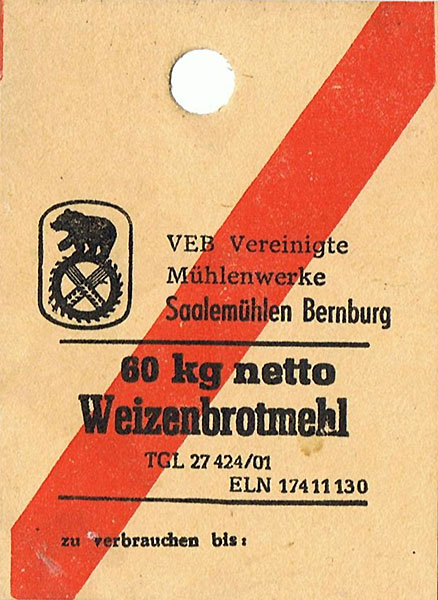 VEB Vereinigte
Mühlenwerke
Saalemühlen Bernburg
60 kg netto
Weizenbrotmehl
TGL 27 424/01
ELN 174 11 130
zu verbrauchen bis: